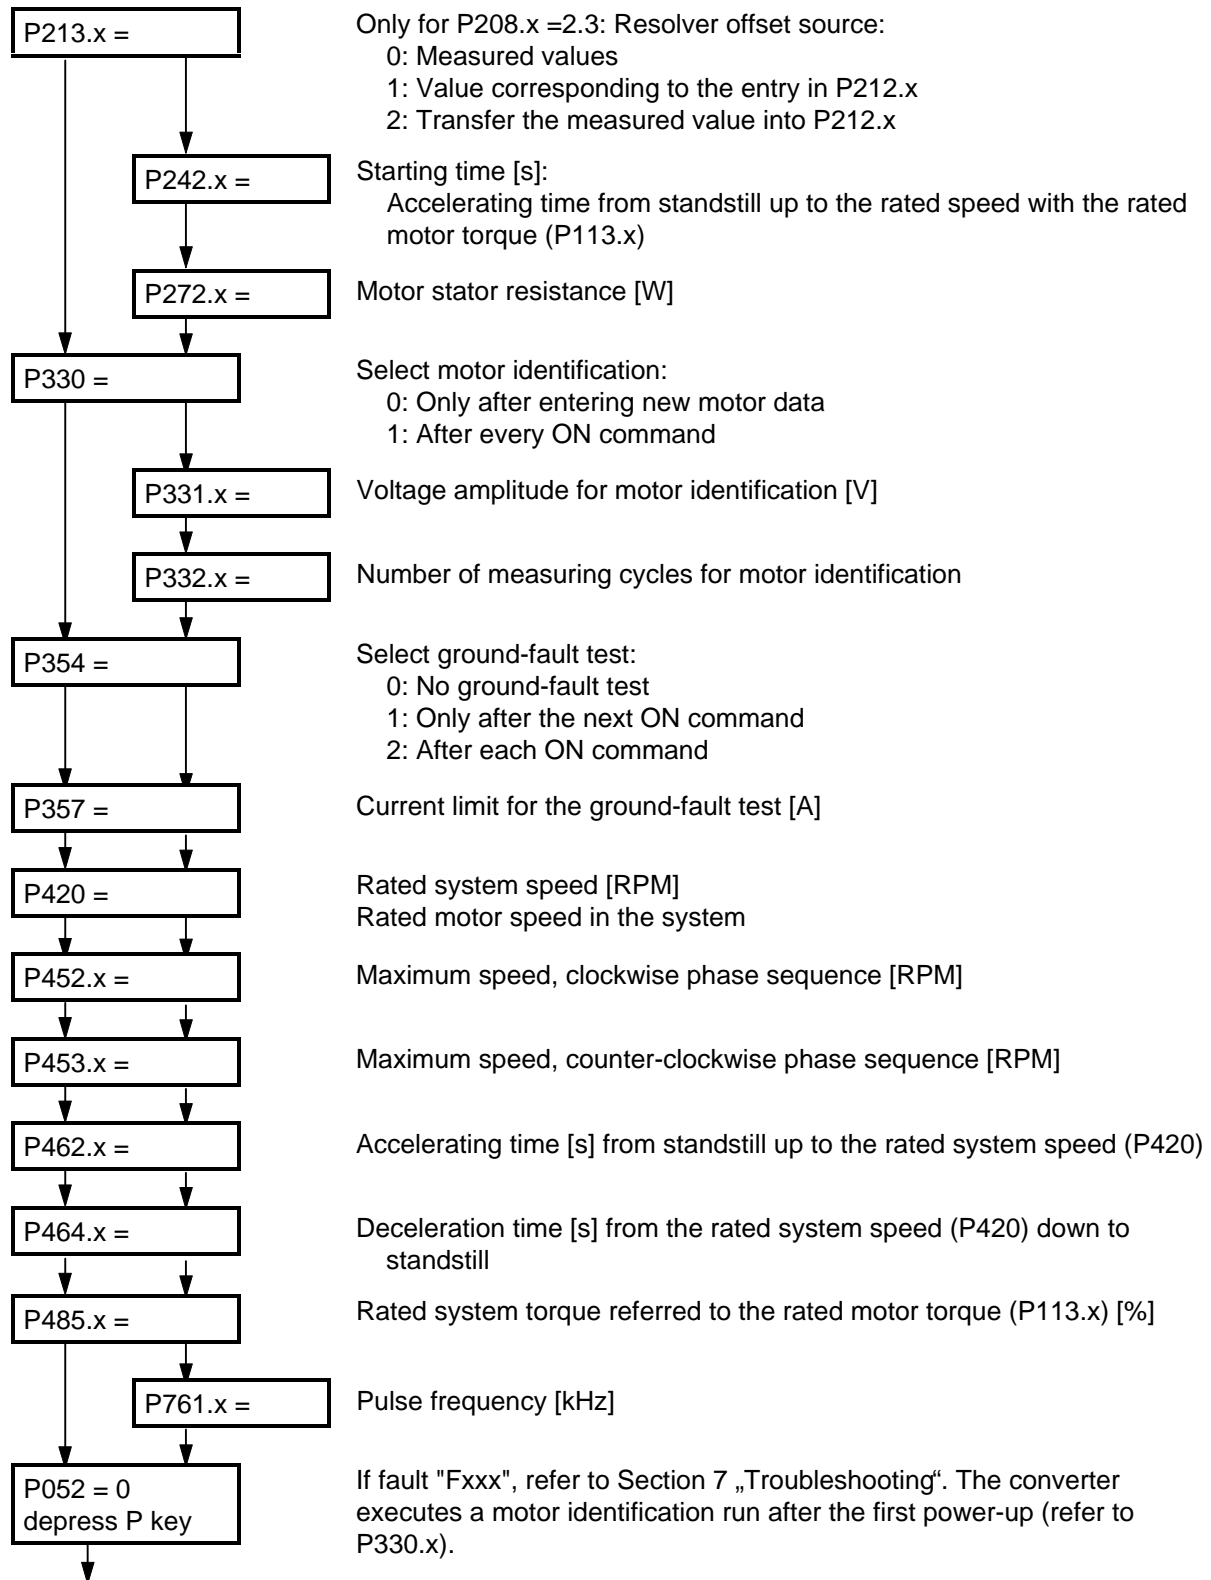 P213.x =
Only for P208.x =2.3: Resolver offset source:
0: Measured values
1: Value corresponding to the entry in P212.x
2: Transfer the measured value into P212.x
P242.x =
Starting time [s]:
Accelerating time from standstill up to the rated speed with the rated
motor torque (P113.x)
P272.x =
Motor stator resistance [W]
P330 =
Select motor identification:
0: Only after entering new motor data
1: After every ON command
P331.x =
Voltage amplitude for motor identification [V]
P332.x =
Number of measuring cycles for motor identification
P354 =
Select ground-fault test:
0: No ground-fault test
1: Only after the next ON command
2: After each ON command
P357 =
Current limit for the ground-fault test [A]
P420 =
Rated system speed [RPM]
Rated motor speed in the system
P452.x =
Maximum speed, clockwise phase sequence [RPM]
P453.x =
Maximum speed, counter-clockwise phase sequence [RPM]
P462.x =
Accelerating time [s] from standstill up to the rated system speed (P420)
P464.x =
Deceleration time [s] from the rated system speed (P420) down to
standstill
P485.x =
Rated system torque referred to the rated motor torque (P113.x) [%]
P761.x =
Pulse frequency [kHz]
P052 = 0
depress P key
If fault "Fxxx", refer to Section 7 „Troubleshooting“. The converter
executes a motor identification run after the first power-up (refer to
P330.x).